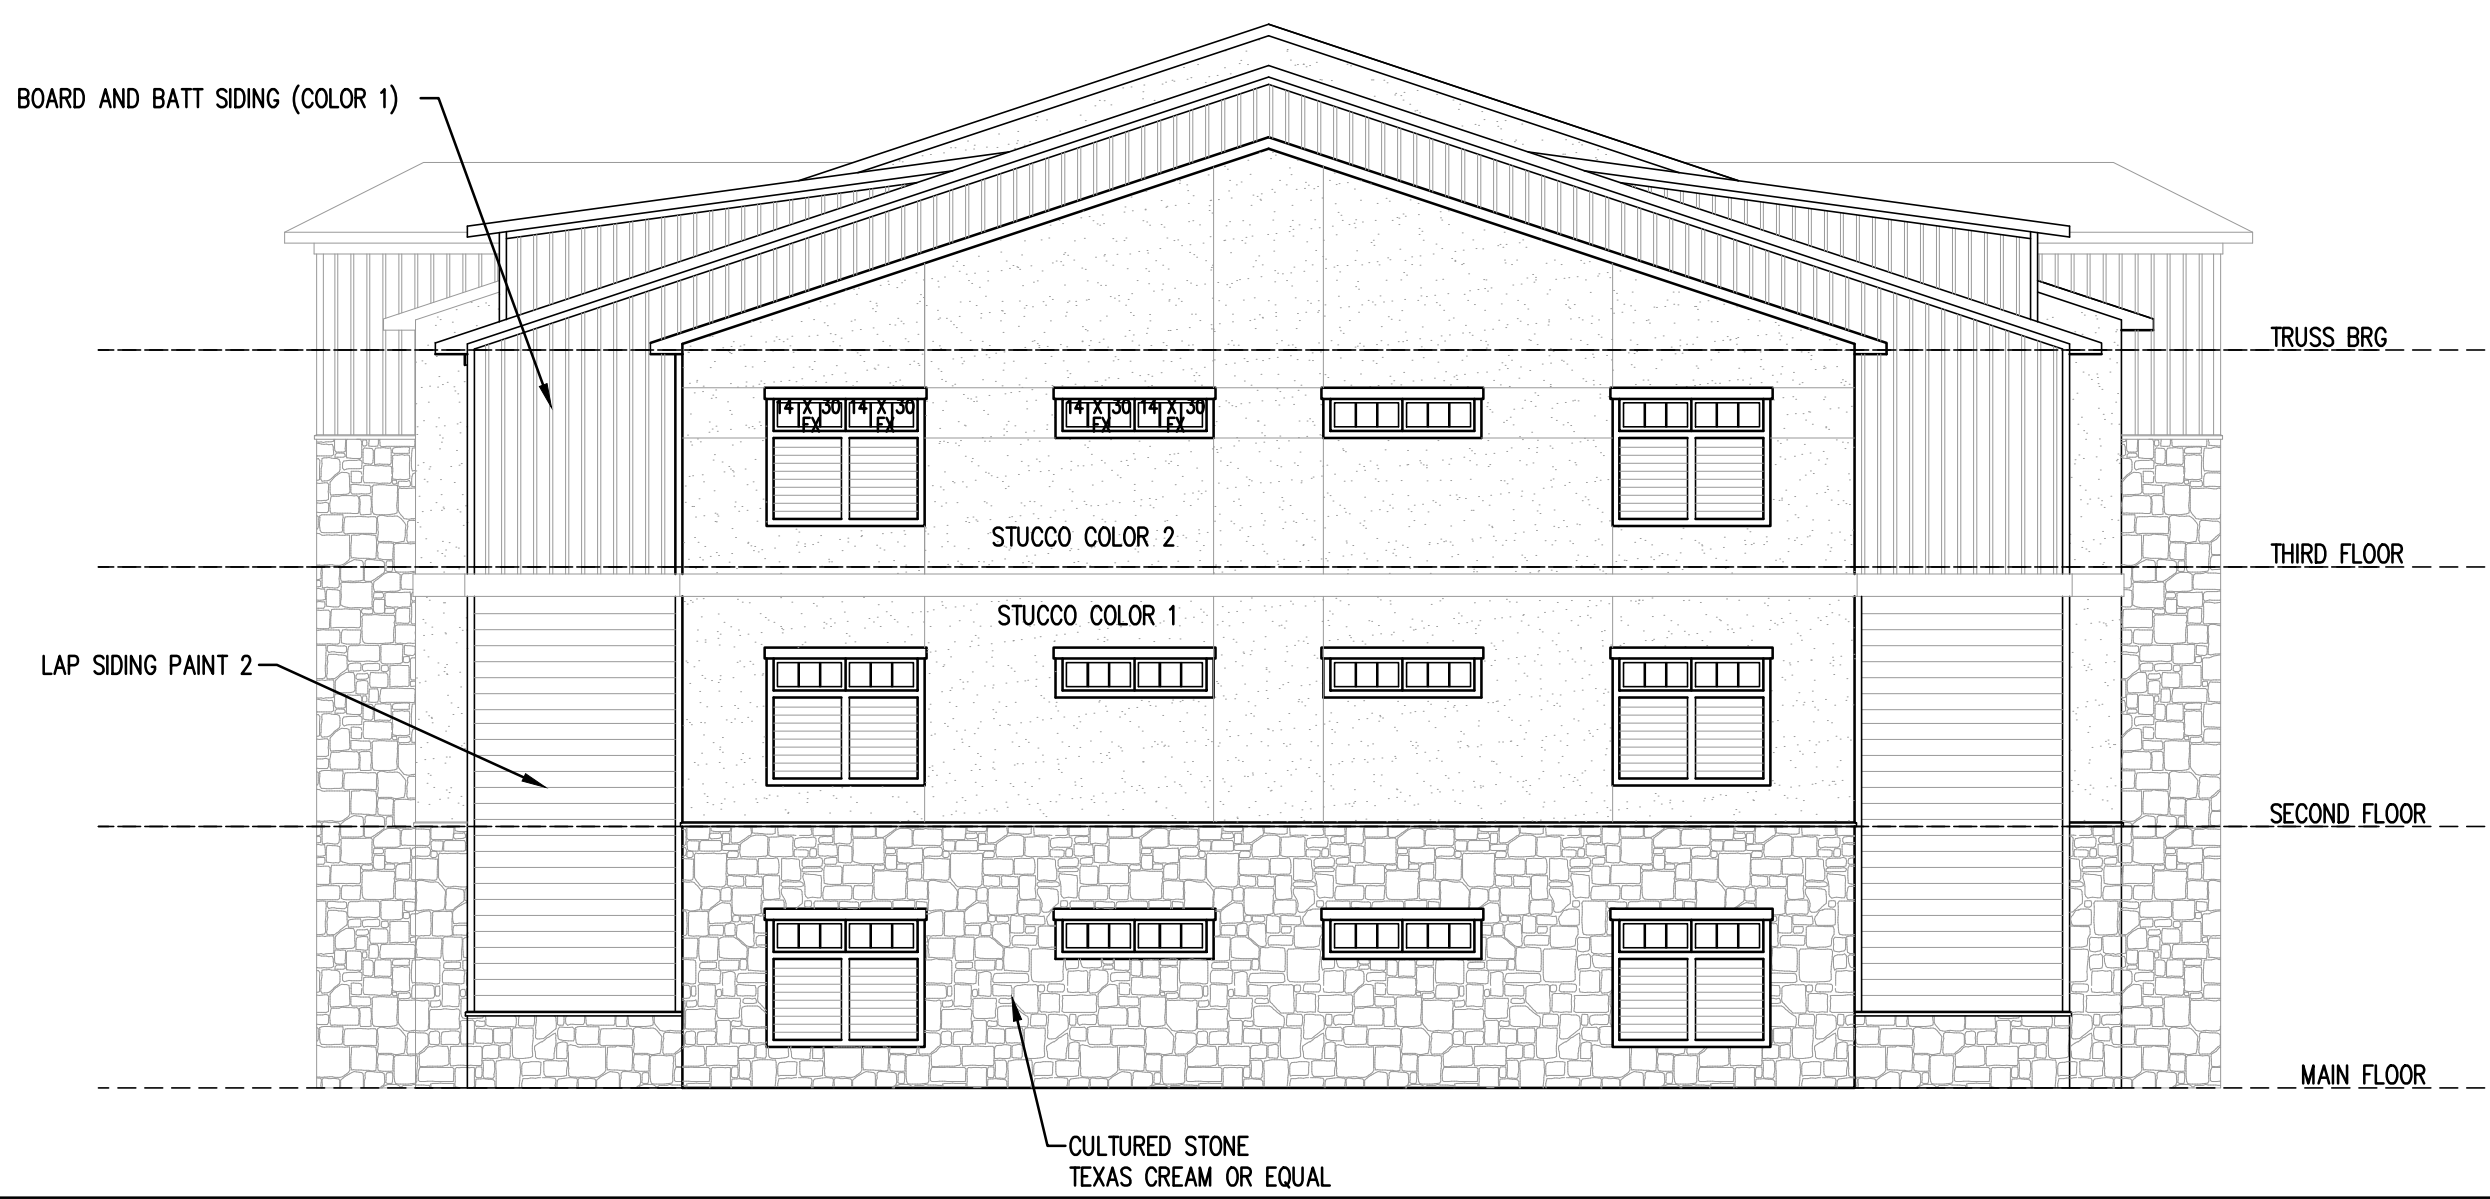 BOARD AND BATT SIDING (COLOR 1)
TRUSS BRG
14 X 30 14 X 30 14 X 30 14 X 30
FX FX FX FX
STUCCO COLOR 2
THIRD FLOOR
STUCCO COLOR 1
LAP SIDING PAINT 2
SECOND FLOOR
MAIN FLOOR
CULTURED STONE
TEXAS CREAM OR EQUAL